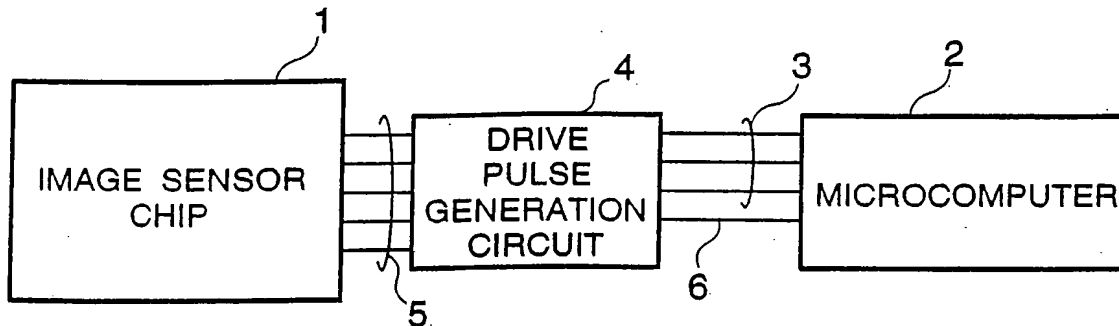 1
IMAGE SENSOR
CHIP
5
4
DRIVE
PULSE
GENERATION
CIRCUIT
3
6
2
MICROCOMPUTER